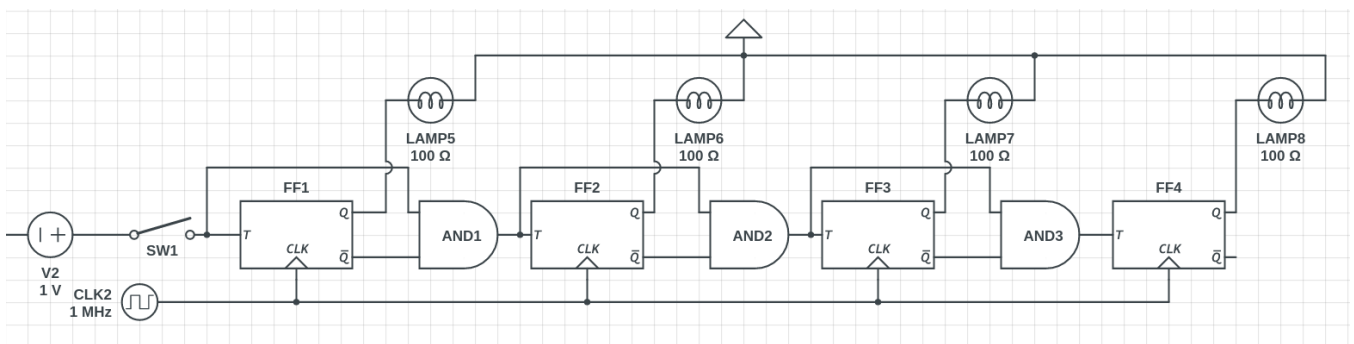 LAMP5
100 Ω
LAMP6
100 Ω
LAMP7
100 Ω
LAMP8
100 Ω
FF1
FF2
FF3
FF4
Q
Q
Q
Q
T
CLK
Q̅
AND1
T
CLK
Q̅
AND2
T
CLK
Q̅
AND3
T
CLK
Q̅
SW1
V2
1 V
CLK2
1 MHz